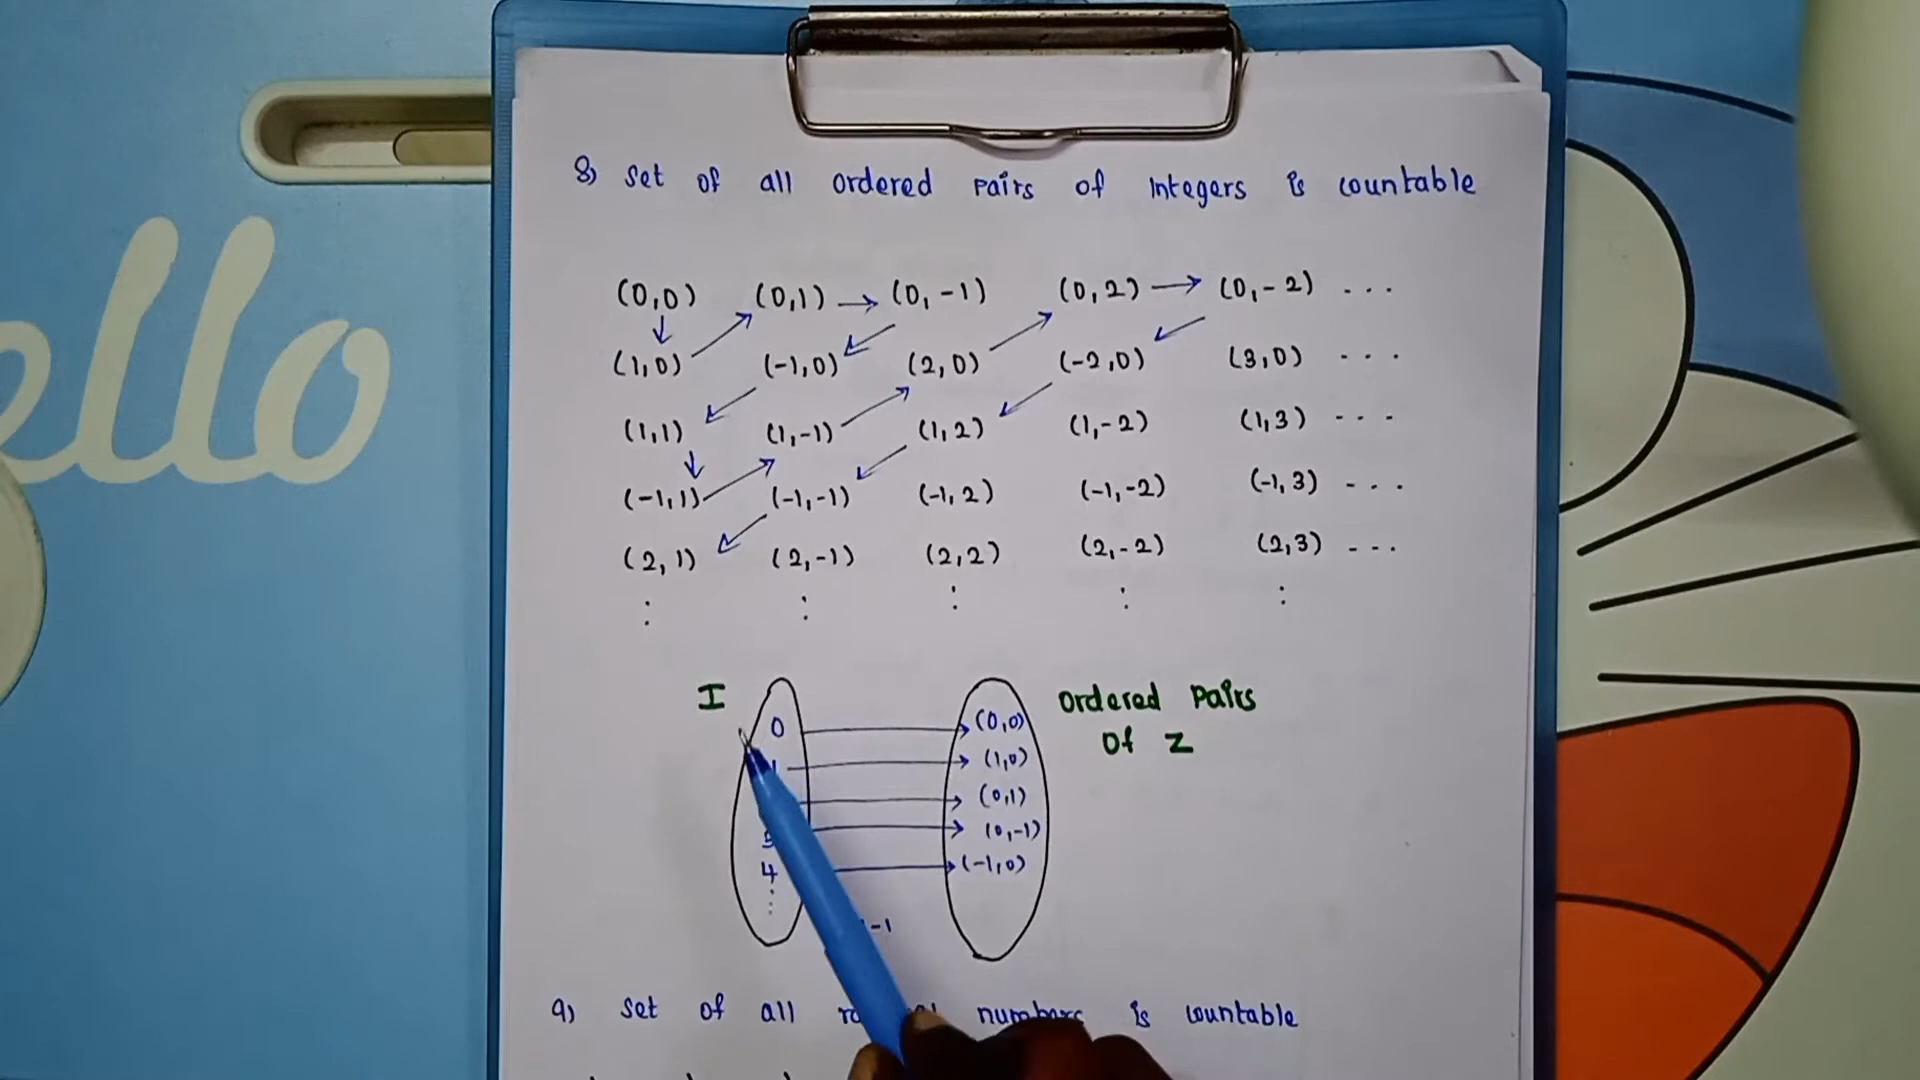 ello
8) set of all ordered pairs of Integers is countable
(0,0) (0,1) → (0,-1) (0,2) → (0,-2) ...
(1,0) (-1,0) (2,0) (-2,0) (3,0) ...
(1,1) (1,-1) (1,2) (1,-2) (1,3) ...
(-1,1) (-1,-1) (-1,2) (-1,-2) (-1,3) ...
(2,1) (2,-1) (2,2) (2,-2) (2,3) ...
I
ordered pairs
of z
0 → (0,0)
→ (1,0)
→ (0,1)
→ (0,-1)
4 → (-1,0)
-1
9) set of all numbers is countable